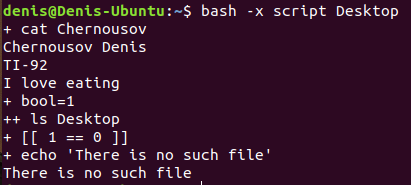 denis@Denis-Ubuntu:~$ bash -x script Desktop
+ cat Chernousov
Chernousov Denis
TI-92
I love eating
+ bool=1
++ ls Desktop
+ [[ 1 == 0 ]]
+ echo 'There is no such file'
There is no such file